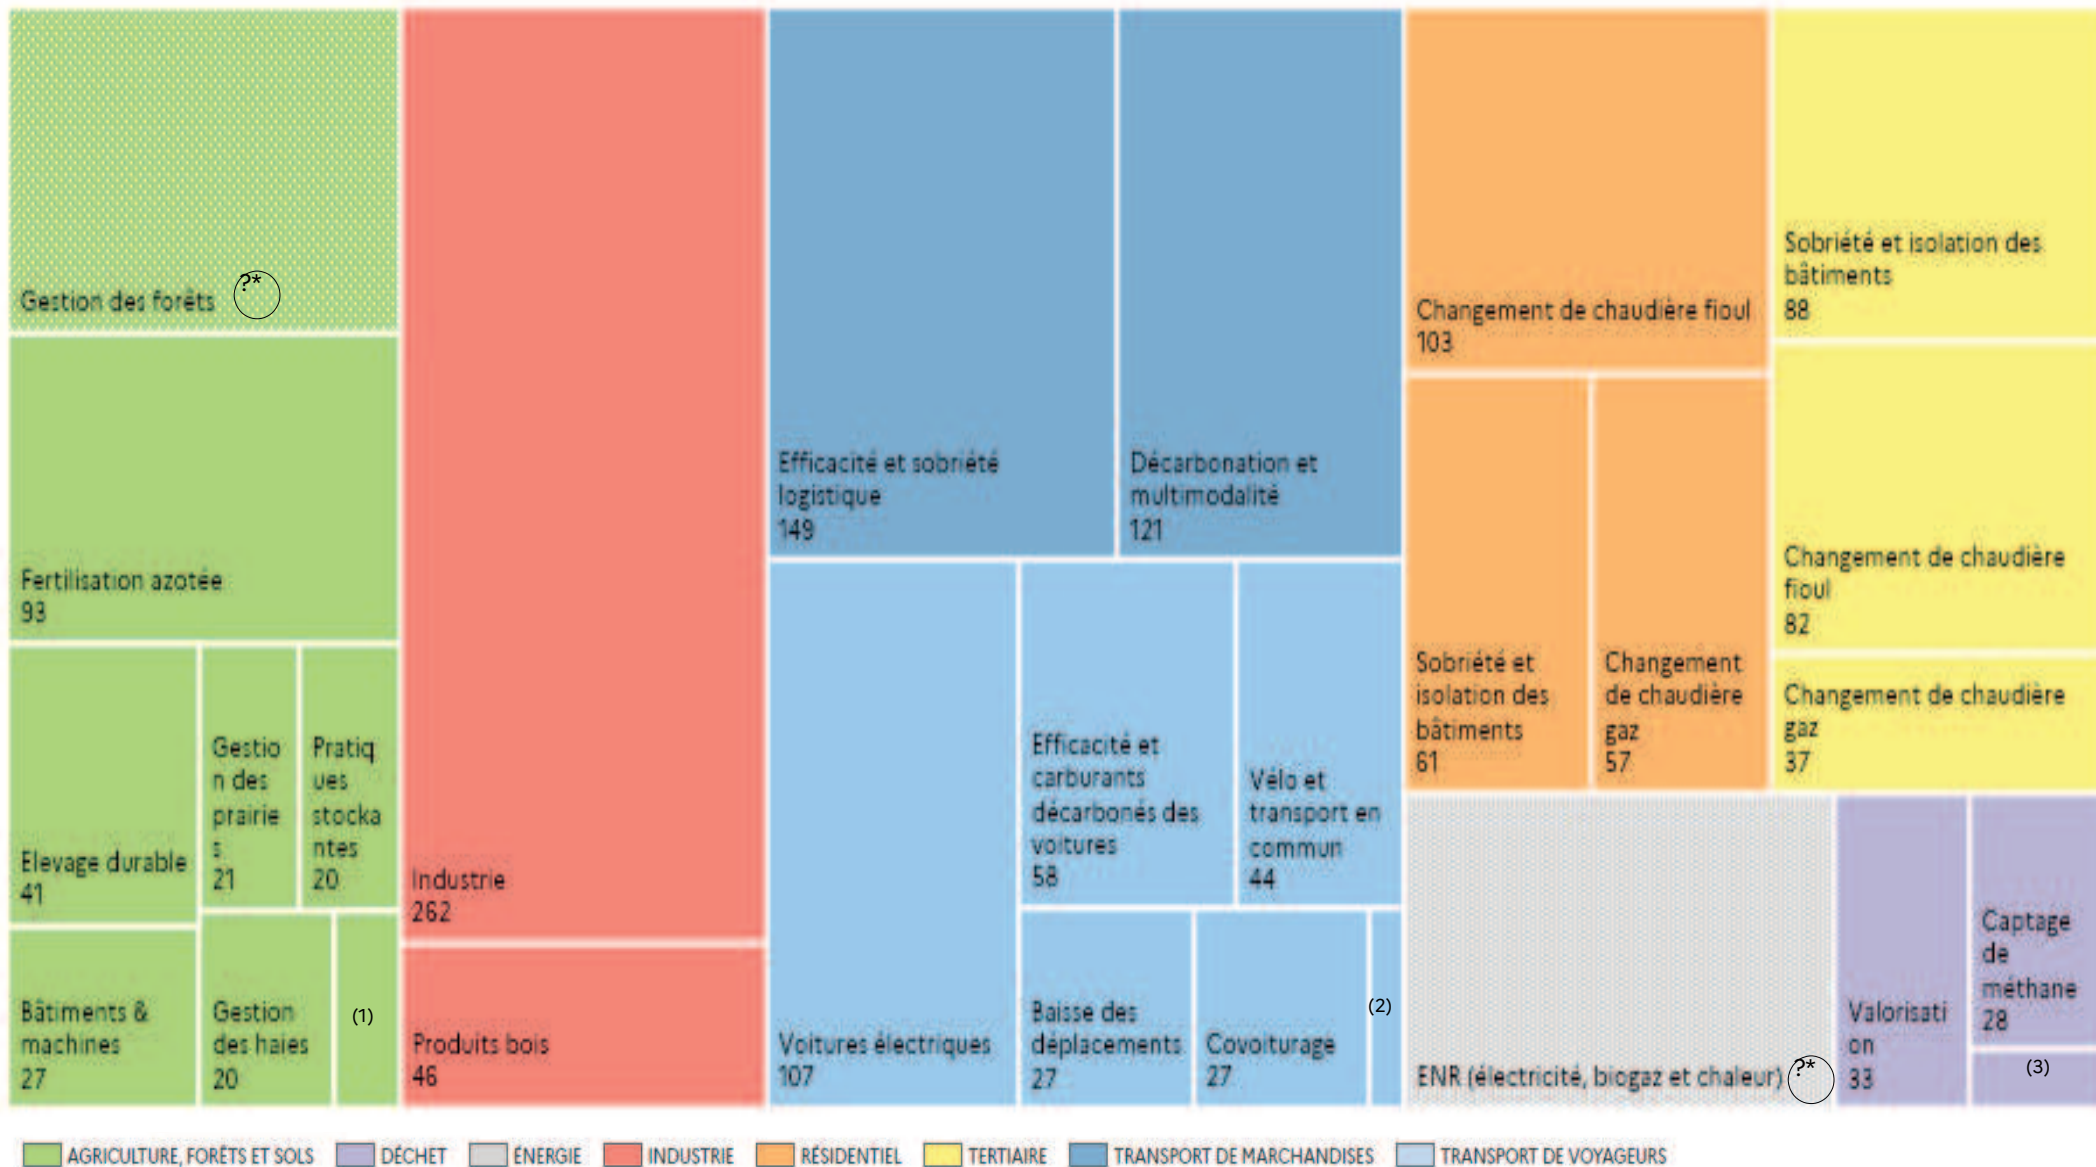 Gestion des forêts ?*
Fertilisation azotée
93
Elevage durable
41
Gestio
n des
prairie
s
21
Pratiq
ues
stocka
ntes
20
Bâtiments &
machines
27
Gestion
des haies
20
(1)
Industrie
262
Produits bois
46
Efficacité et sobriété
logistique
149
Décarbonation et
multimodalité
121
Voitures électriques
107
Efficacité et
carburants
décarbonés des
voitures
58
Vélo et
transport en
commun
44
Baisse des
déplacements
27
Covoiturage
27
(2)
Changement de chaudière fioul
103
Sobriété et
isolation des
bâtiments
61
Changement
de chaudière
gaz
57
Sobriété et isolation des
bâtiments
88
Changement de chaudière
fioul
82
Changement de chaudière
gaz
37
ENR (électricité, biogaz et chaleur) ?*
Valorisati
on
33
Captage
de
méthane
28
(3)
AGRICULTURE, FORÊTS ET SOLS DÉCHET ÉNERGIE INDUSTRIE RÉSIDENTIEL TERTIAIRE TRANSPORT DE MARCHANDISES TRANSPORT DE VOYAGEURS